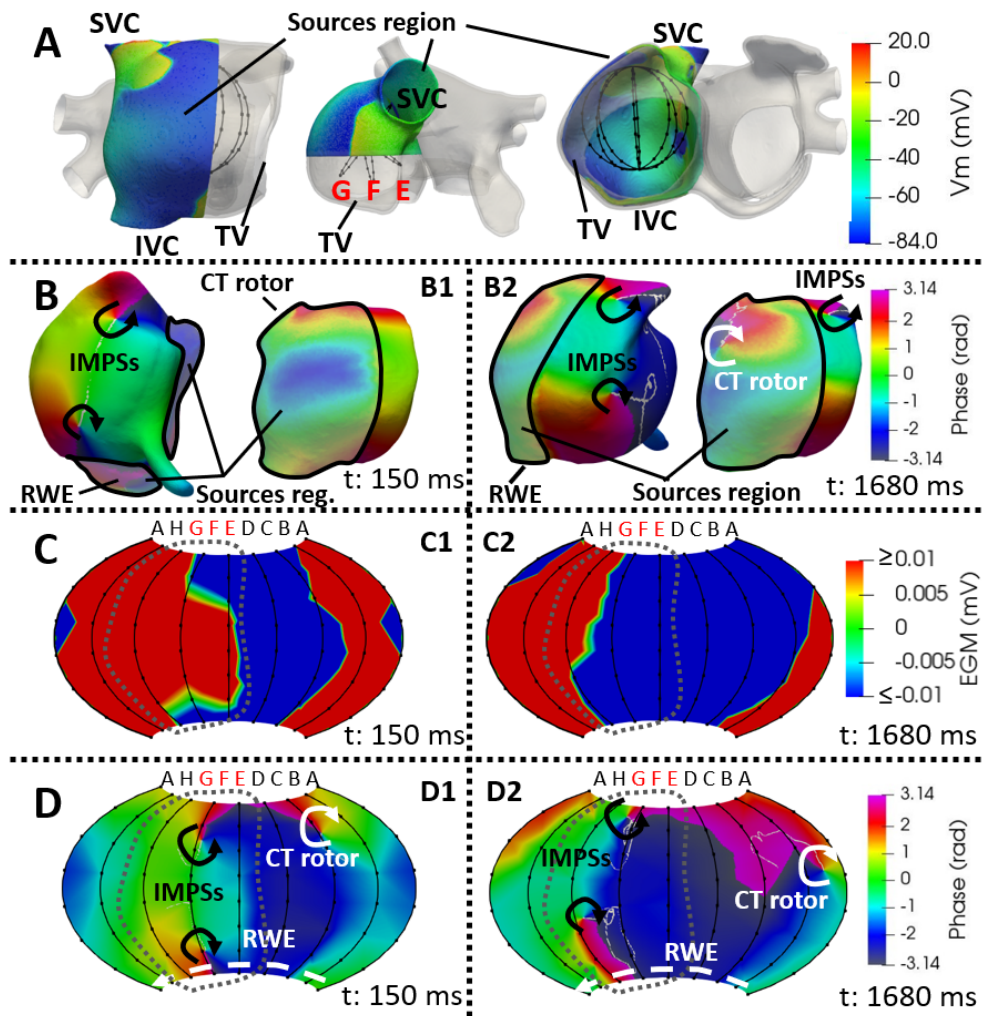 A
SVC
Sources region
SVC
SVC
G F E
TV
TV
TV
IVC
IVC
20.0
0
-20
-40
-60
-84.0
Vm (mV)
B
CT rotor
B1
IMPSs
RWE
Sources reg.
t: 150 ms
B2
IMPSs
IMPSs
CT rotor
RWE
Sources region
t: 1680 ms
3.14
2
1
0
-1
-2
-3.14
Phase (rad)
C
A H G F E D C B A
C1
t: 150 ms
C2
A H G F E D C B A
t: 1680 ms
≥0.01
0.005
0
-0.005
≤-0.01
EGM (mV)
D
A H G F E D C B A
D1
CT rotor
IMPSs
RWE
t: 150 ms
D2
A H G F E D C B A
IMPSs
CT rotor
RWE
t: 1680 ms
3.14
2
1
0
-1
-2
-3.14
Phase (rad)